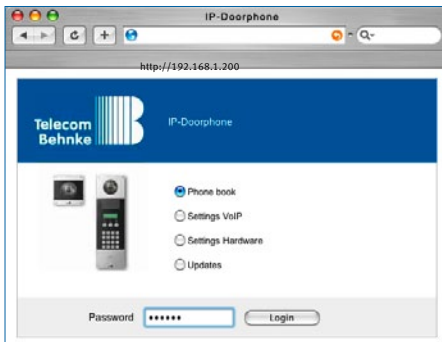 IP-Doorphone
http://192.168.1.200
Telecom
Behnke
IP-Doorphone
Phone book
Settings VoIP
Settings Hardware
Updates
Password ●●●●●● Login